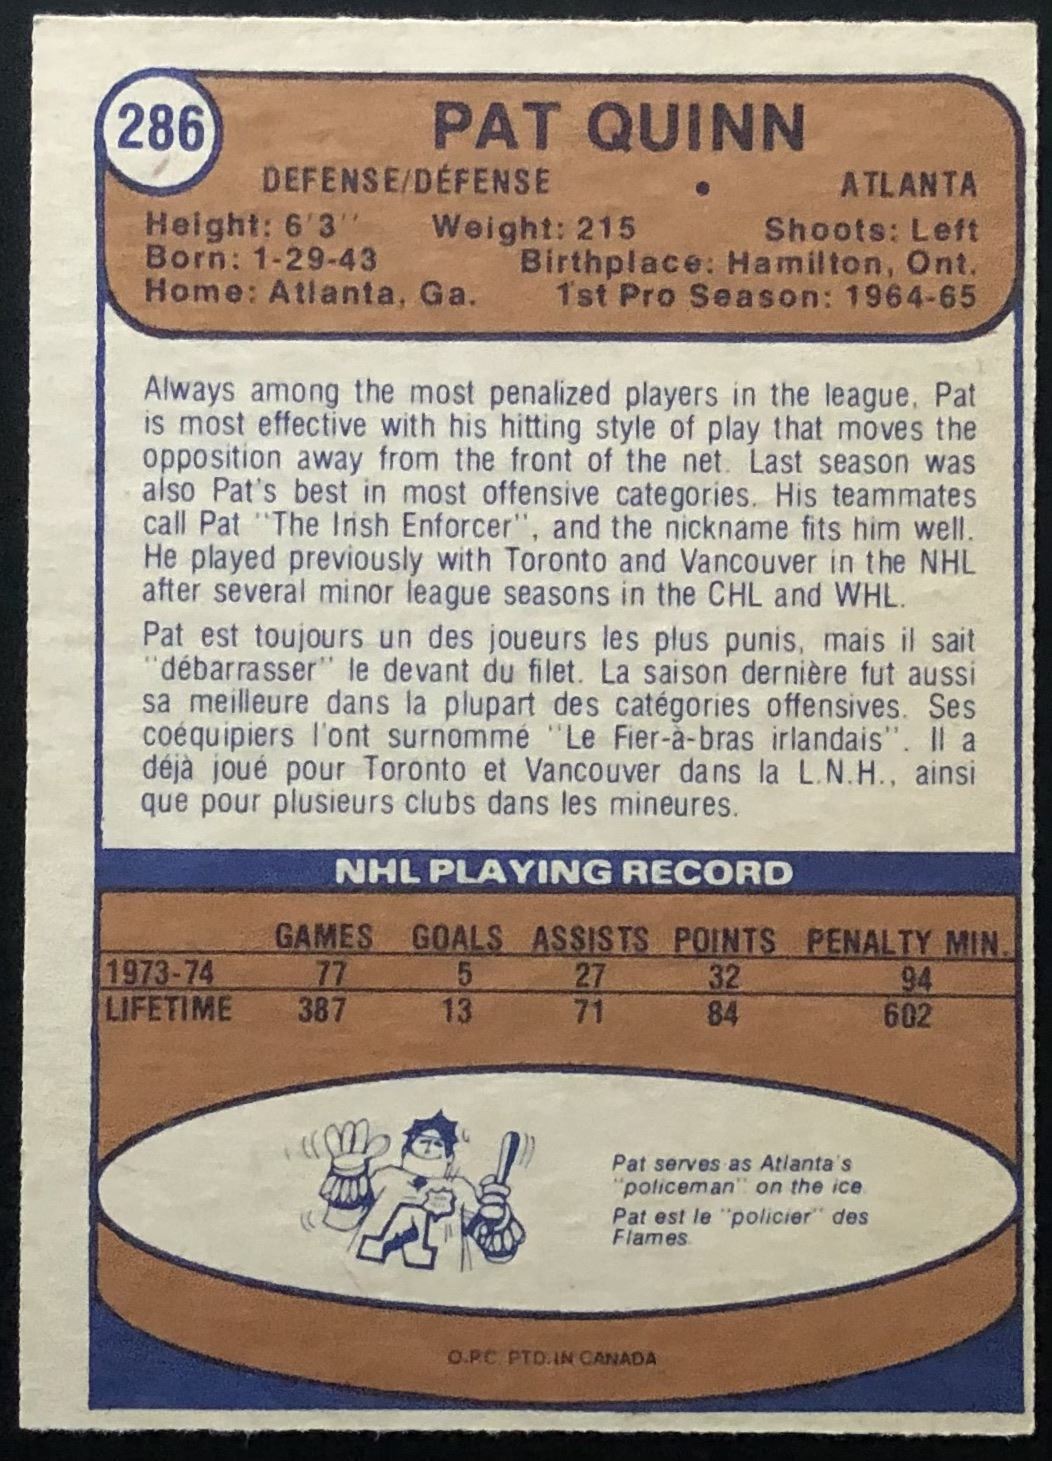 286
PAT QUINN
DEFENSE/DÉFENSE • ATLANTA
Height: 6'3'' Weight: 215 Shoots: Left
Born: 1-29-43 Birthplace: Hamilton, Ont.
Home: Atlanta, Ga. 1st Pro Season: 1964-65
Always among the most penalized players in the league, Pat
is most effective with his hitting style of play that moves the
opposition away from the front of the net. Last season was
also Pat's best in most offensive categories. His teammates
call Pat "The Irish Enforcer", and the nickname fits him well.
He played previously with Toronto and Vancouver in the NHL
after several minor league seasons in the CHL and WHL.
Pat est toujours un des joueurs les plus punis, mais il sait
"débarrasser" le devant du filet. La saison dernière fut aussi
sa meilleure dans la plupart des catégories offensives. Ses
coéquipiers l'ont surnommé "Le Fier-à-bras irlandais". Il a
déjà joué pour Toronto et Vancouver dans la L.N.H., ainsi
que pour plusieurs clubs dans les mineures.
NHL PLAYING RECORD
GAMES GOALS ASSISTS POINTS PENALTY MIN.
1973-74 77 5 27 32 94
LIFETIME 387 13 71 84 602
Pat serves as Atlanta's
"policeman" on the ice.
Pat est le "policier" des
Flames.
O.P.C. PTD. IN CANADA